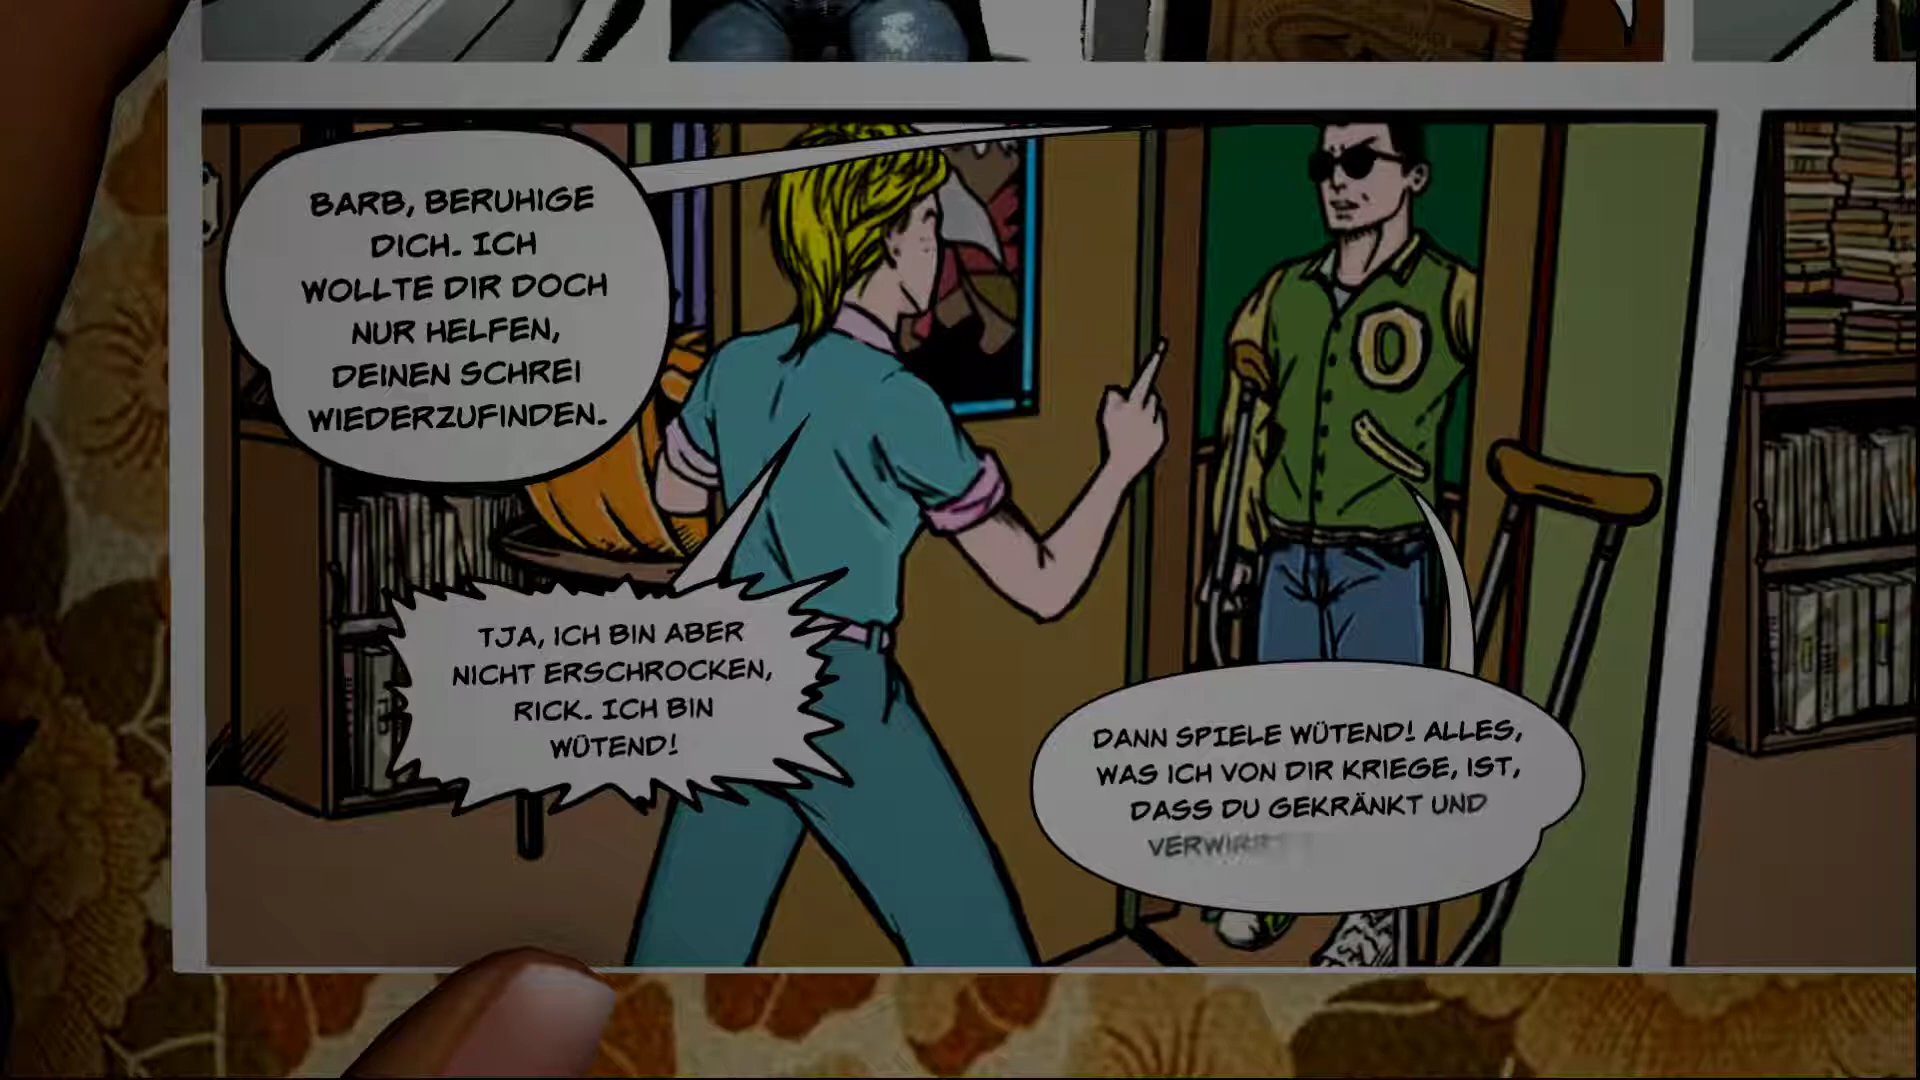 BARB, BERUHIGE
DICH. ICH
WOLLTE DIR DOCH
NUR HELFEN,
DEINEN SCHREI
WIEDERZUFINDEN.
TJA, ICH BIN ABER
NICHT ERSCHROCKEN,
RICK. ICH BIN
WÜTEND!
O
DANN SPIELE WÜTEND! ALLES,
WAS ICH VON DIR KRIEGE, IST,
DASS DU GEKRÄNKT UND